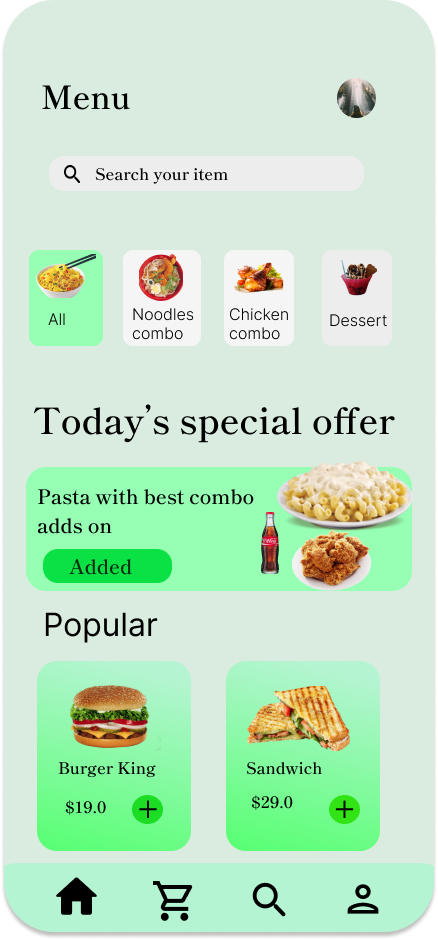 Menu
Search your item
All
Noodles
combo
Chicken
combo
Dessert
Today’s special offer
Pasta with best combo
adds on
Added
Popular
Burger King
$19.0
Sandwich
$29.0